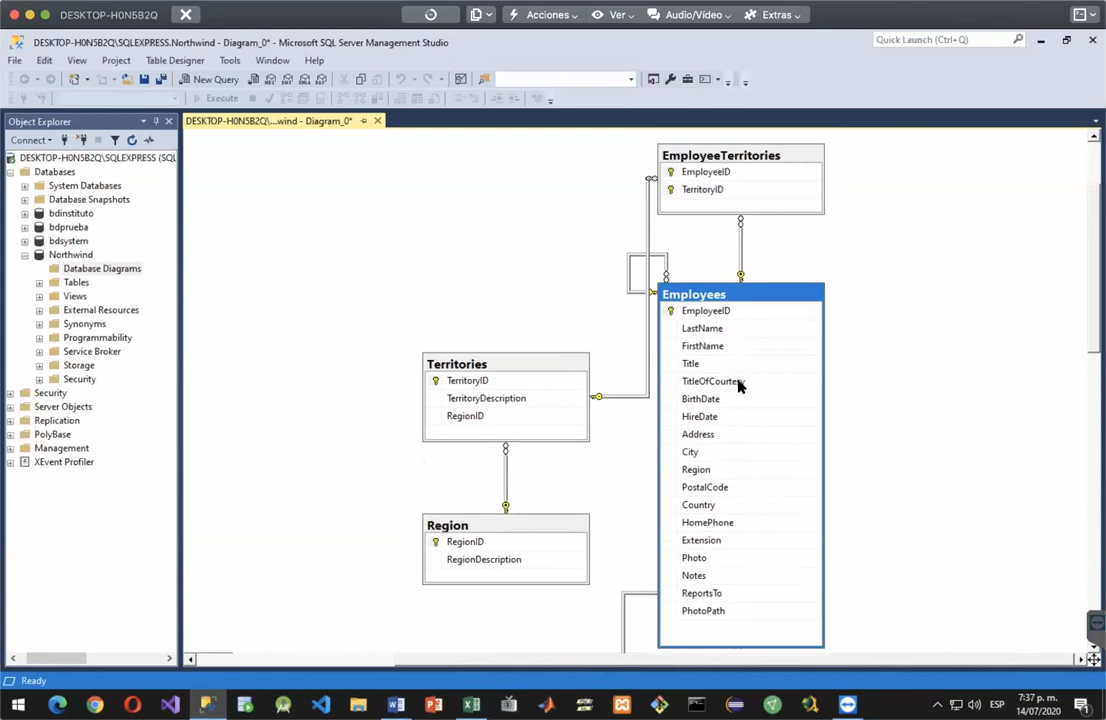 DESKTOP-H0N5B2Q
Acciones
Ver
Audio/Vídeo
Extras
DESKTOP-H0N5B2Q\SQLEXPRESS.Northwind - Diagram_0* - Microsoft SQL Server Management Studio
Quick Launch (Ctrl+Q)
File Edit View Project Table Designer Tools Window Help
New Query
Execute
Object Explorer
DESKTOP-H0N5B2Q\...wind - Diagram_0*
Connect
DESKTOP-H0N5B2Q\SQLEXPRESS (SQL
Databases
System Databases
Database Snapshots
bdinstituto
bdprueba
bdsystem
Northwind
Database Diagrams
Tables
Views
External Resources
Synonyms
Programmability
Service Broker
Storage
Security
Security
Server Objects
Replication
PolyBase
Management
XEvent Profiler
EmployeeTerritories
EmployeeID
TerritoryID
Employees
EmployeeID
LastName
FirstName
Title
TitleOfCourtesy
BirthDate
HireDate
Address
City
Region
PostalCode
Country
HomePhone
Extension
Photo
Notes
ReportsTo
PhotoPath
Territories
TerritoryID
TerritoryDescription
RegionID
Region
RegionID
RegionDescription
Ready
ESP
7:37 p. m.
14/07/2020